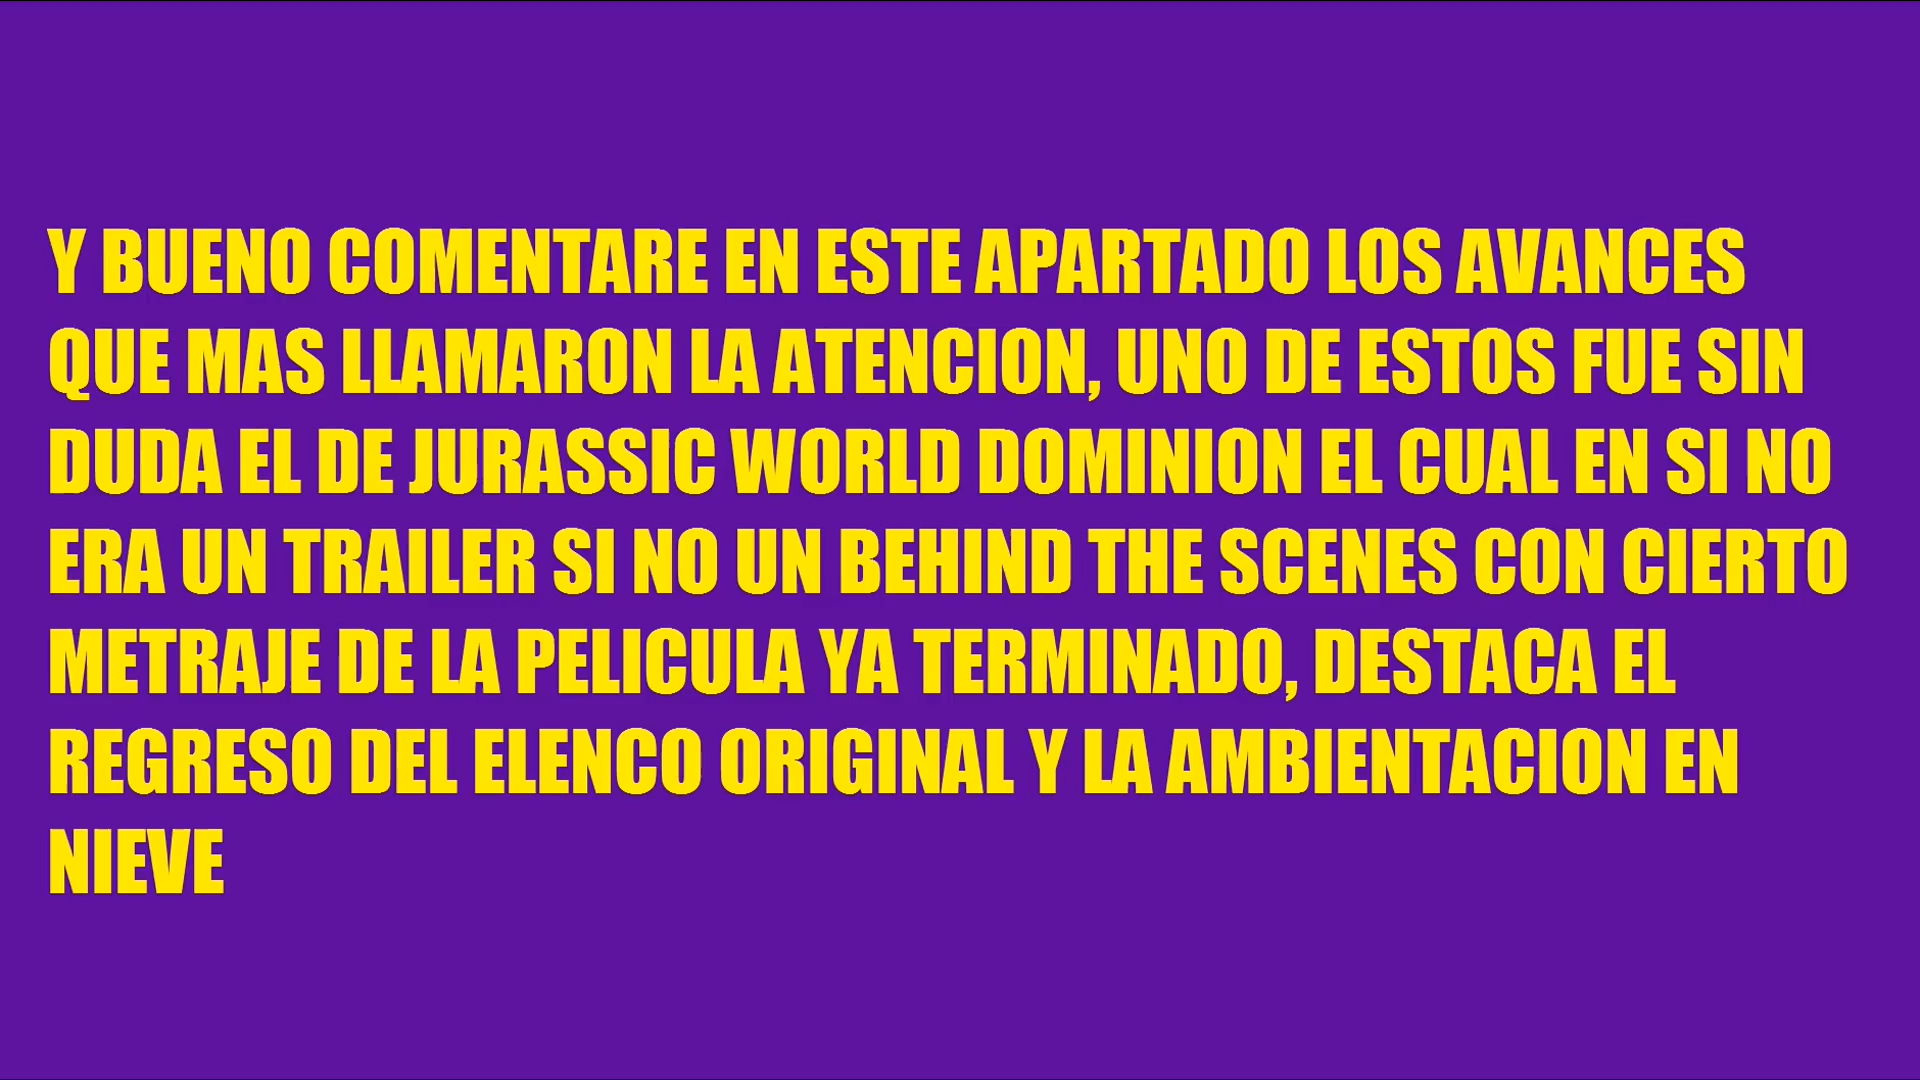 Y BUENO COMENTARE EN ESTE APARTADO LOS AVANCES
QUE MAS LLAMARON LA ATENCION, UNO DE ESTOS FUE SIN
DUDA EL DE JURASSIC WORLD DOMINION EL CUAL EN SI NO
ERA UN TRAILER SI NO UN BEHIND THE SCENES CON CIERTO
METRAJE DE LA PELICULA YA TERMINADO, DESTACA EL
REGRESO DEL ELENCO ORIGINAL Y LA AMBIENTACION EN
NIEVE